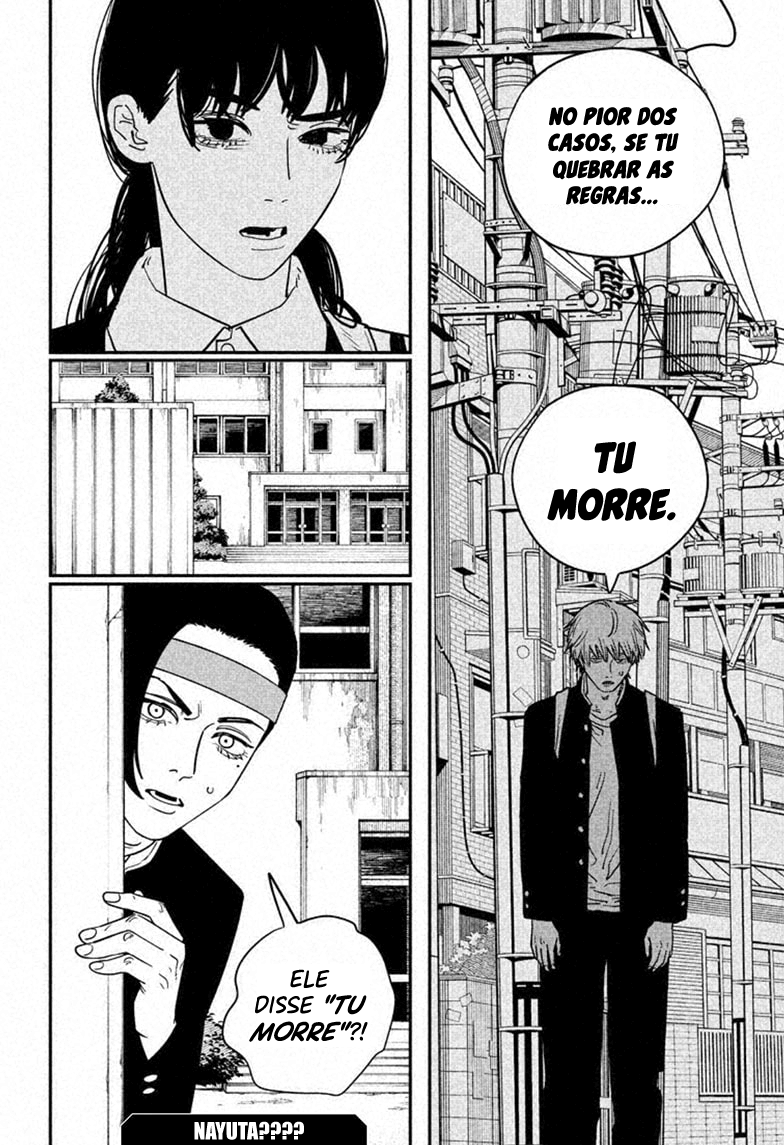 NO PIOR DOS
CASOS, SE TU
QUEBRAR AS
REGRAS...
TU
MORRE.
ELE
DISSE "TU
MORRE"?!
NAYUTA????